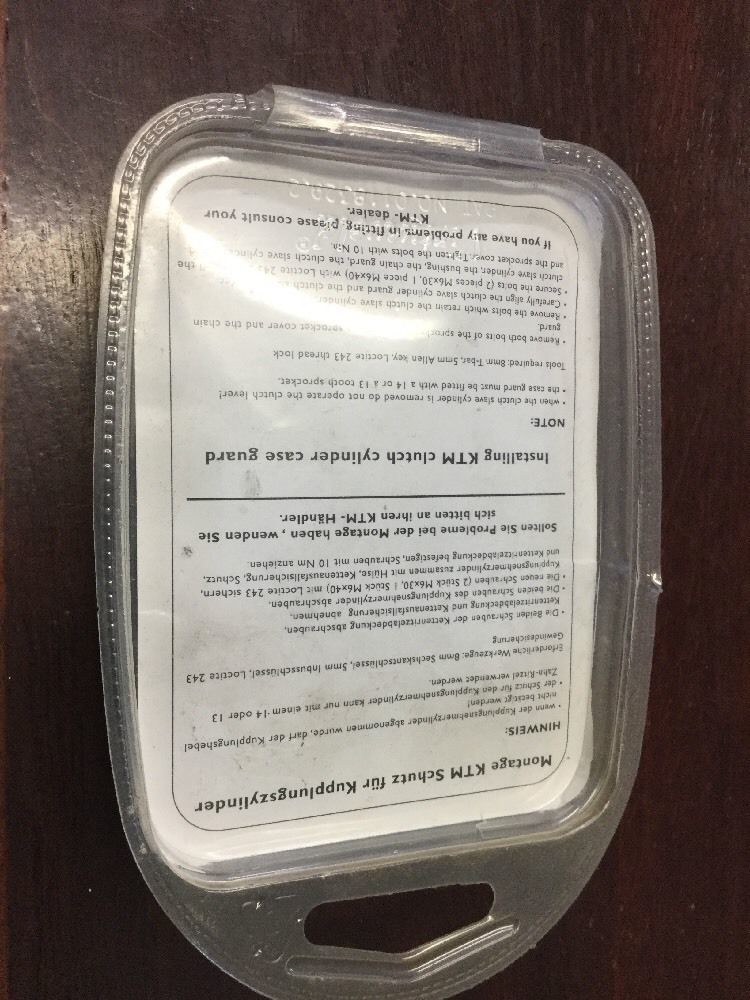 Montage KTM Schutz für Kupplungszylinder
HINWEIS:
• wenn der Kupplungsnehmerzylinder abgenommen wurde, darf der Kupplungshebel
nicht betätigt werden!
• der Schutz für den Kupplungsnehmerzylinder kann nur mit einem 14 oder 13
Zahn-Ritzel verwendet werden.
Erforderliche Werkzeuge: 8mm Sechskantschlüssel, 5mm Inbusschlüssel, Loctite 243
Gewindesicherung
• Die Beiden Schrauben der Kettenritzelabdeckung abschrauben,
Kettenritzelabdeckung und Kettenausfallsicherung abnehmen.
• Die beiden Schrauben des Kupplungsnehmerzylinder abschrauben.
• Die neuen Schrauben (2 Stück M6x30, 1 Stück M6x40) mit Loctite 243 sichern,
Kupplungsnehmerzylinder zusammen mit Hülse, Kettenausfallsicherung, Schutz,
und Kettenritzelabdeckung befestigen, Schrauben mit 10 Nm anziehen.
Sollten Sie Probleme bei der Montage haben , wenden Sie
sich bitten an ihren KTM- Händler.
Installing KTM clutch cylinder case guard
NOTE:
• when the clutch slave cylinder is removed do not operate the clutch lever!
• the case guard must be fitted with a 14 or a 13 tooth sprocket.
Tools required: 8mm T-bar, 5mm Allen key, Loctite 243 thread lock
• Remove both bolts of the sprocket cover and the chain
guard.
• Remove the bolts which retain the clutch slave cylinder.
• Carefully align the clutch slave cylinder guard and the clutch
• Secure the bolts (2 pieces M6x30, 1 piece M6x40) with Loctite 243 the
clutch slave cylinder, the bushing, the chain guard, the clutch slave cylinder
and the sprocket cover. Tighten the bolts with 10 Nm.
If you have any problems in fitting, please consult your
KTM- dealer.